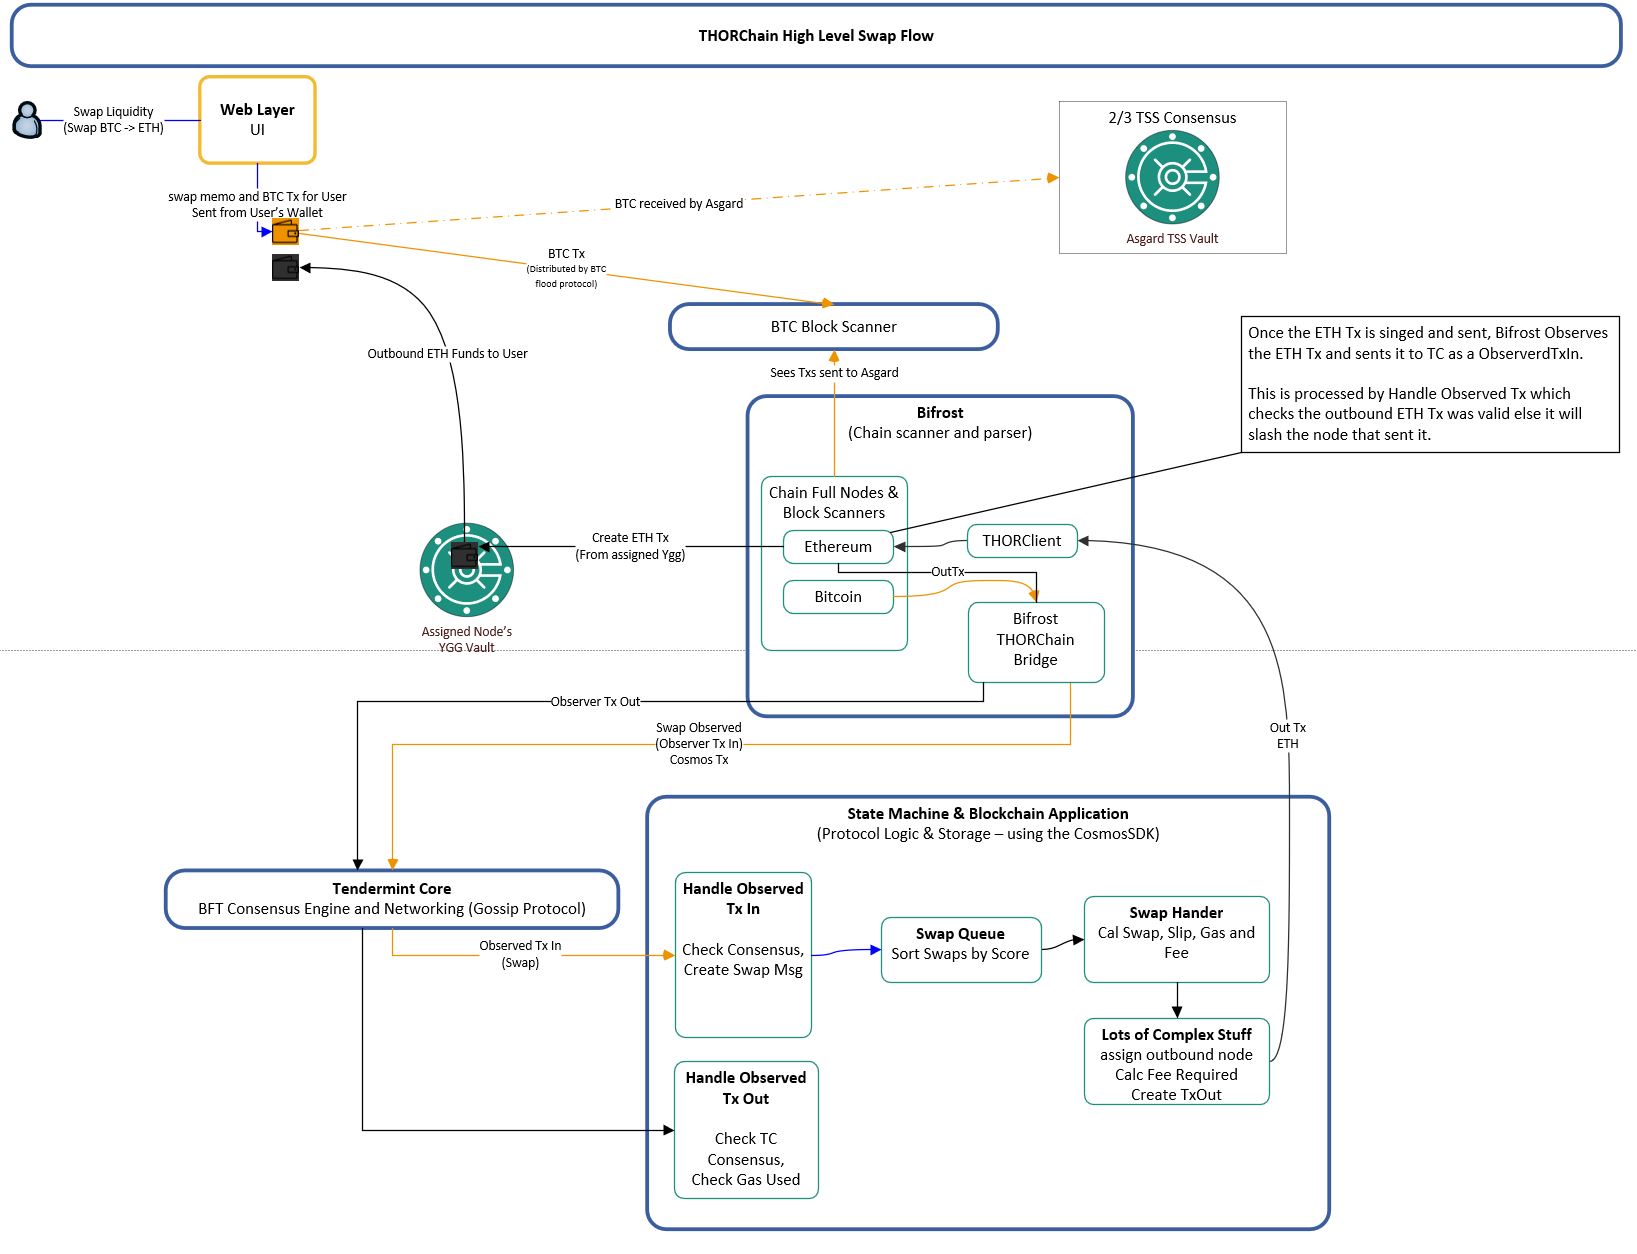 THORChain High Level Swap Flow
Swap Liquidity
(Swap BTC -> ETH)
Web Layer
UI
swap memo and BTC Tx for User
Sent from User's Wallet
BTC received by Asgard
2/3 TSS Consensus
Asgard TSS Vault
BTC Tx
(Distributed by BTC
flood protocol)
BTC Block Scanner
Outbound ETH Funds to User
Sees Txs sent to Asgard
Once the ETH Tx is singed and sent, Bifrost Observes
the ETH Tx and sents it to TC as a ObserverdTxIn.
This is processed by Handle Observed Tx which
checks the outbound ETH Tx was valid else it will
slash the node that sent it.
Bifrost
(Chain scanner and parser)
Chain Full Nodes &
Block Scanners
Ethereum
THORClient
Create ETH Tx
(From assigned Ygg)
OutTx
Bitcoin
Bifrost
THORChain
Bridge
Assigned Node's
YGG Vault
Observer Tx Out
Swap Observed
(Observer Tx In)
Cosmos Tx
Out Tx
ETH
State Machine & Blockchain Application
(Protocol Logic & Storage – using the CosmosSDK)
Tendermint Core
BFT Consensus Engine and Networking (Gossip Protocol)
Observed Tx In
(Swap)
Handle Observed
Tx In
Check Consensus,
Create Swap Msg
Swap Queue
Sort Swaps by Score
Swap Hander
Cal Swap, Slip, Gas and
Fee
Lots of Complex Stuff
assign outbound node
Calc Fee Required
Create TxOut
Handle Observed
Tx Out
Check TC
Consensus,
Check Gas Used